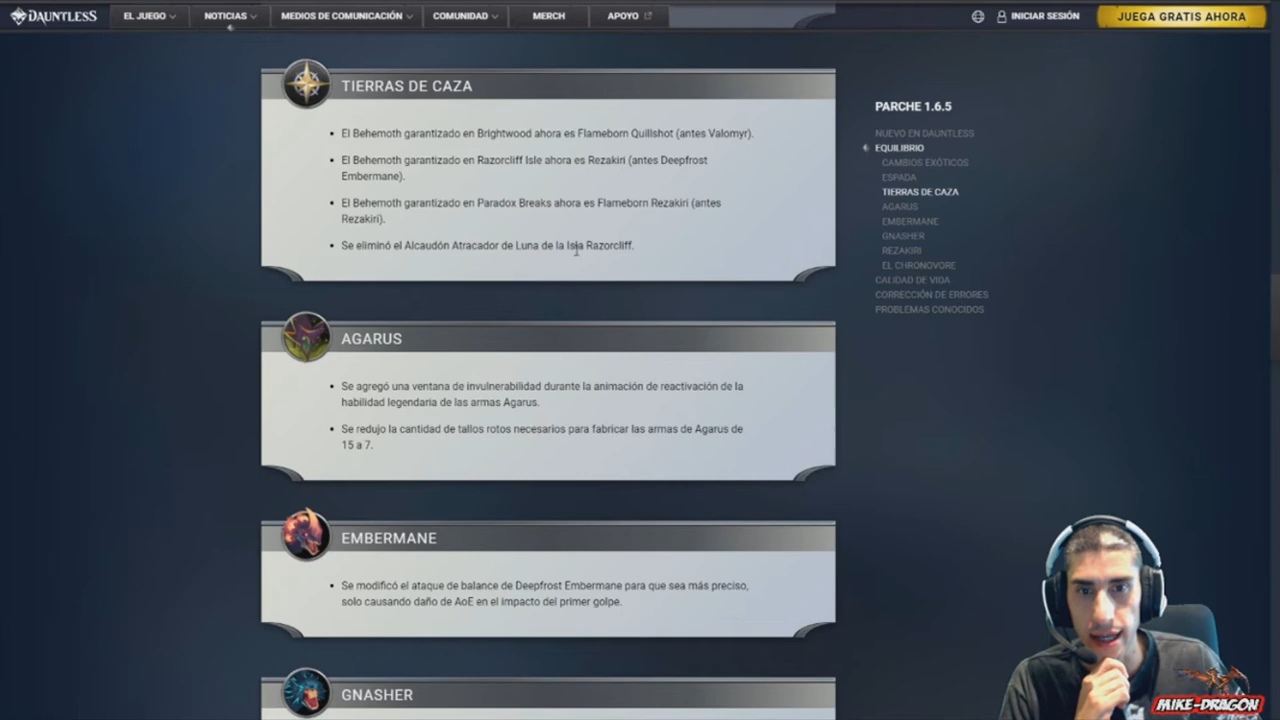 DAUNTLESS
EL JUEGO
NOTICIAS
MEDIOS DE COMUNICACIÓN
COMUNIDAD
MERCH
APOYO
INICIAR SESIÓN
JUEGA GRATIS AHORA
TIERRAS DE CAZA
El Behemoth garantizado en Brightwood ahora es Flameborn Quillshot (antes Valomyr).
El Behemoth garantizado en Razorcliff Isle ahora es Rezakiri (antes Deepfrost
Embermane).
El Behemoth garantizado en Paradox Breaks ahora es Flameborn Rezakiri (antes
Rezakiri).
Se eliminó el Alcaudón Atracador de Luna de la Isla Razorcliff.
AGARUS
Se agregó una ventana de invulnerabilidad durante la animación de reactivación de la
habilidad legendaria de las armas Agarus.
Se redujo la cantidad de tallos rotos necesarios para fabricar las armas de Agarus de
15 a 7.
EMBERMANE
Se modificó el ataque de balance de Deepfrost Embermane para que sea más preciso,
solo causando daño de AoE en el impacto del primer golpe.
GNASHER
PARCHE 1.6.5
NUEVO EN DAUNTLESS
EQUILIBRIO
CAMBIOS EXÓTICOS
ESPADA
TIERRAS DE CAZA
AGARUS
EMBERMANE
GNASHER
REZAKIRI
EL CHRONOVORE
CALIDAD DE VIDA
CORRECCIÓN DE ERRORES
PROBLEMAS CONOCIDOS
MIKE-DRAGON